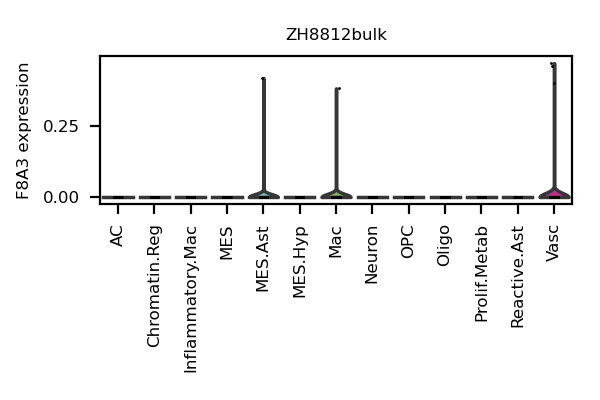 ZH8812bulk
F8A3 expression
0.25
0.00
AC
Chromatin.Reg
Inflammatory.Mac
MES
MES.Ast
MES.Hyp
Mac
Neuron
OPC
Oligo
Prolif.Metab
Reactive.Ast
Vasc